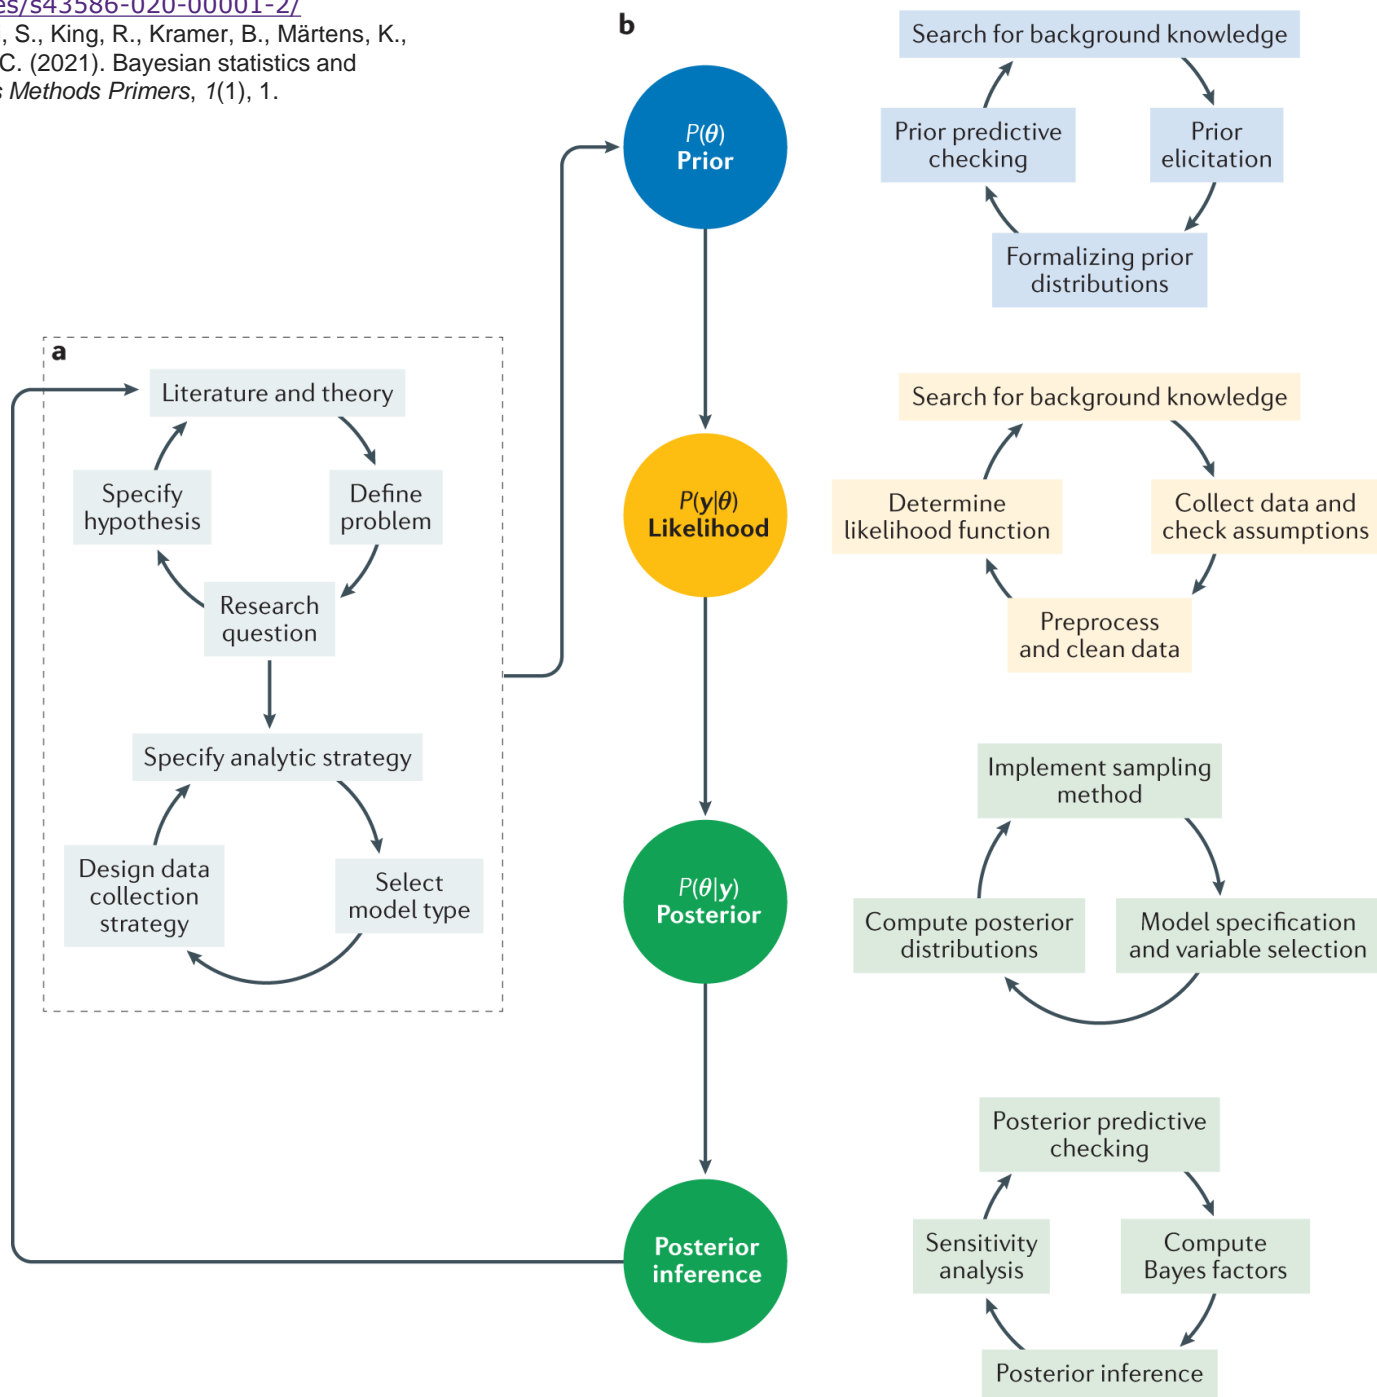 es/s43586-020-00001-2/
, S., King, R., Kramer, B., Märtens, K.,
C. (2021). Bayesian statistics and
s Methods Primers, 1(1), 1.
a
Literature and theory
Define
problem
Research
question
Specify
hypothesis
Specify analytic strategy
Select
model type
Design data
collection
strategy
b
P(θ)
Prior
P(y|θ)
Likelihood
P(θ|y)
Posterior
Posterior
inference
Search for background knowledge
Prior
elicitation
Formalizing prior
distributions
Prior predictive
checking
Search for background knowledge
Collect data and
check assumptions
Preprocess
and clean data
Determine
likelihood function
Implement sampling
method
Model specification
and variable selection
Compute posterior
distributions
Posterior predictive
checking
Compute
Bayes factors
Posterior inference
Sensitivity
analysis